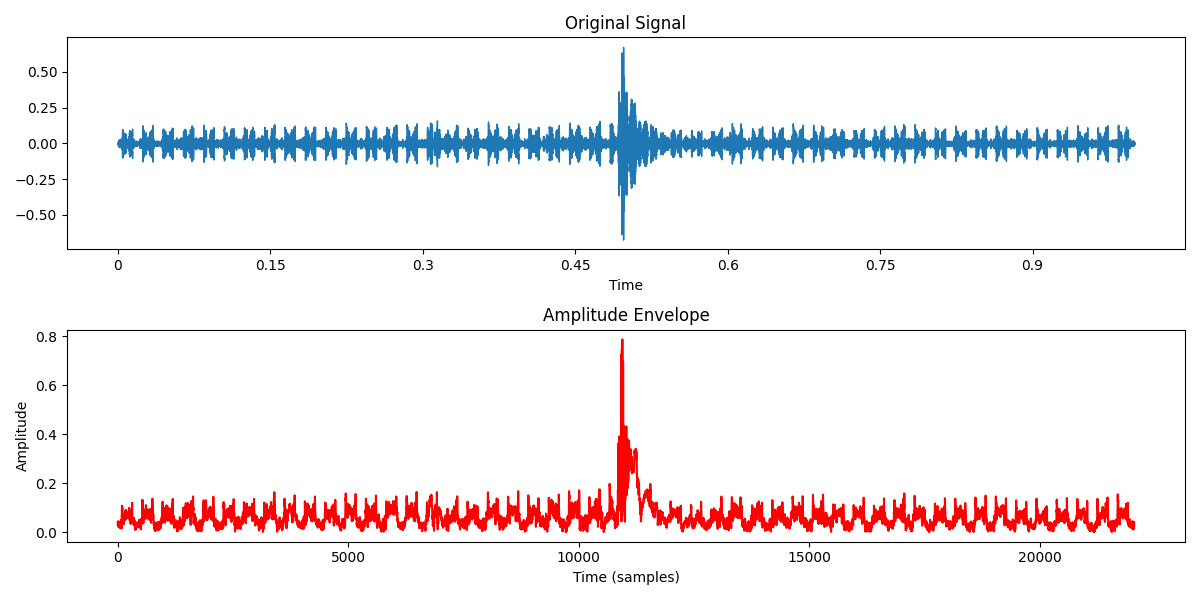 Original Signal
0.50
0.25
0.00
−0.25
−0.50
0 0.15 0.3 0.45 0.6 0.75 0.9
Time
Amplitude Envelope
0.8
0.6
0.4
0.2
0.0
Amplitude
0 5000 10000 15000 20000
Time (samples)